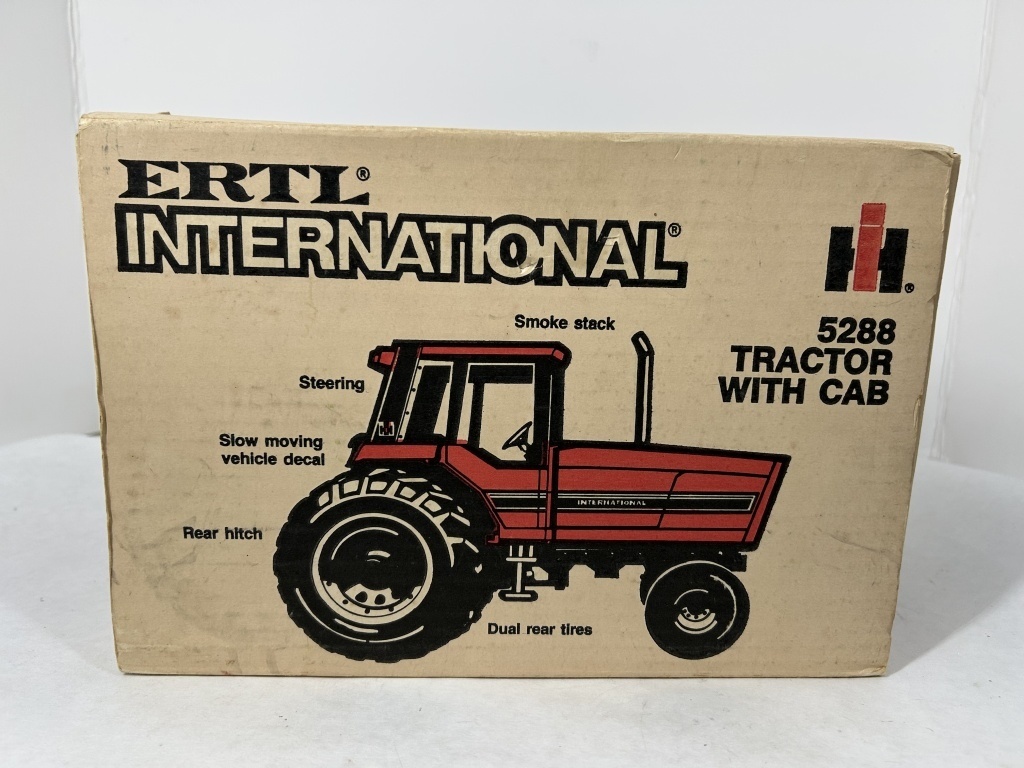 ERTL®
INTERNATIONAL®
IH®
5288
TRACTOR
WITH CAB
Smoke stack
Steering
Slow moving
vehicle decal
Rear hitch
INTERNATIONAL
Dual rear tires